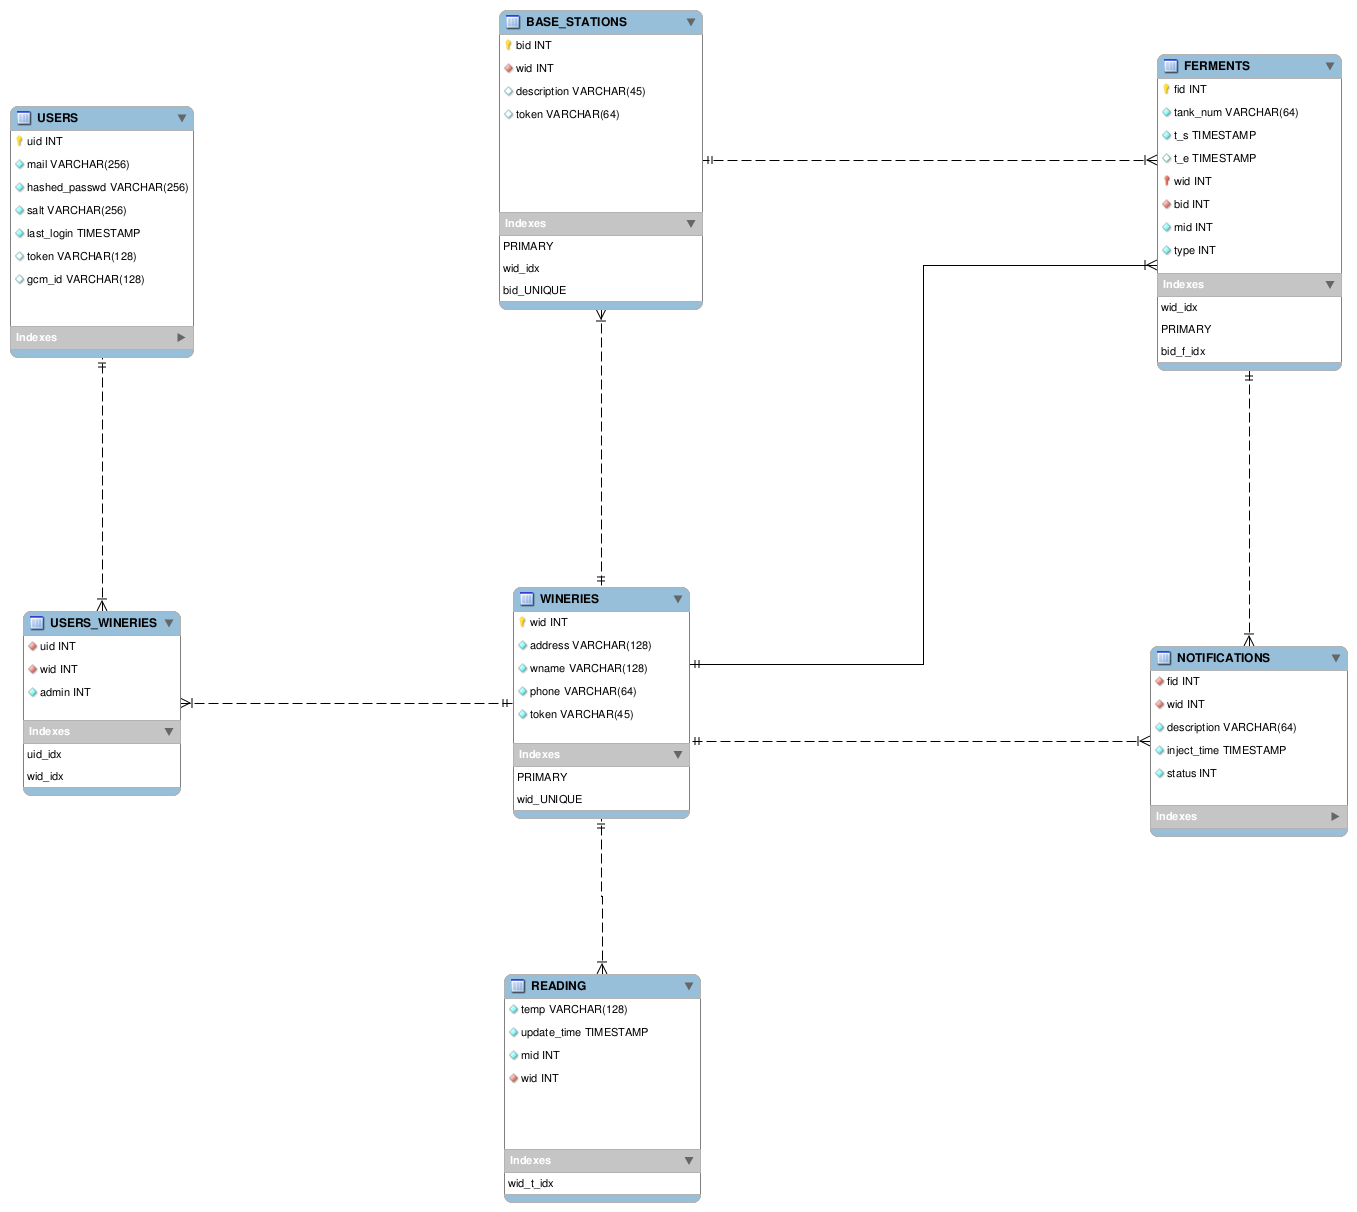 BASE_STATIONS
bid INT
wid INT
description VARCHAR(45)
token VARCHAR(64)
Indexes
PRIMARY
wid_idx
bid_UNIQUE
FERMENTS
fid INT
tank_num VARCHAR(64)
t_s TIMESTAMP
t_e TIMESTAMP
wid INT
bid INT
mid INT
type INT
Indexes
wid_idx
PRIMARY
bid_f_idx
USERS
uid INT
mail VARCHAR(256)
hashed_passwd VARCHAR(256)
salt VARCHAR(256)
last_login TIMESTAMP
token VARCHAR(128)
gcm_id VARCHAR(128)
Indexes
USERS_WINERIES
uid INT
wid INT
admin INT
Indexes
uid_idx
wid_idx
WINERIES
wid INT
address VARCHAR(128)
wname VARCHAR(128)
phone VARCHAR(64)
token VARCHAR(45)
Indexes
PRIMARY
wid_UNIQUE
NOTIFICATIONS
fid INT
wid INT
description VARCHAR(64)
inject_time TIMESTAMP
status INT
Indexes
READING
temp VARCHAR(128)
update_time TIMESTAMP
mid INT
wid INT
Indexes
wid_t_idx